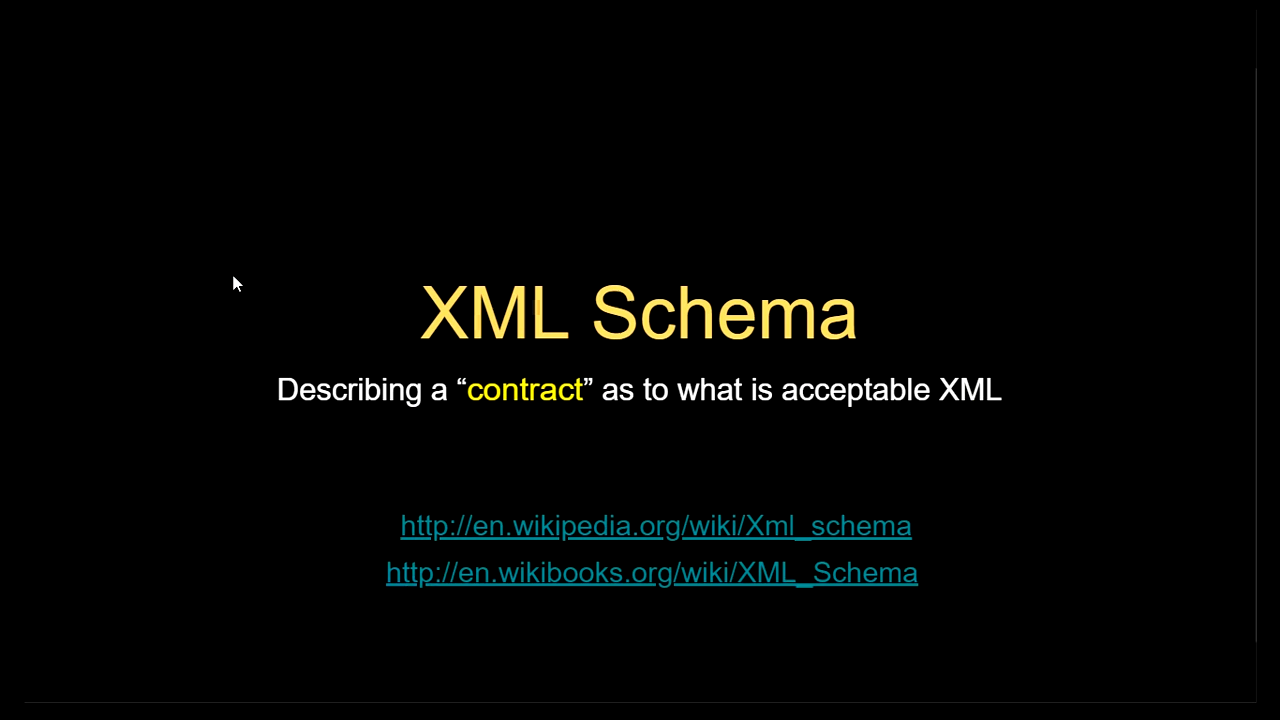 XML Schema
Describing a “contract” as to what is acceptable XML
http://en.wikipedia.org/wiki/Xml_schema
http://en.wikibooks.org/wiki/XML_Schema